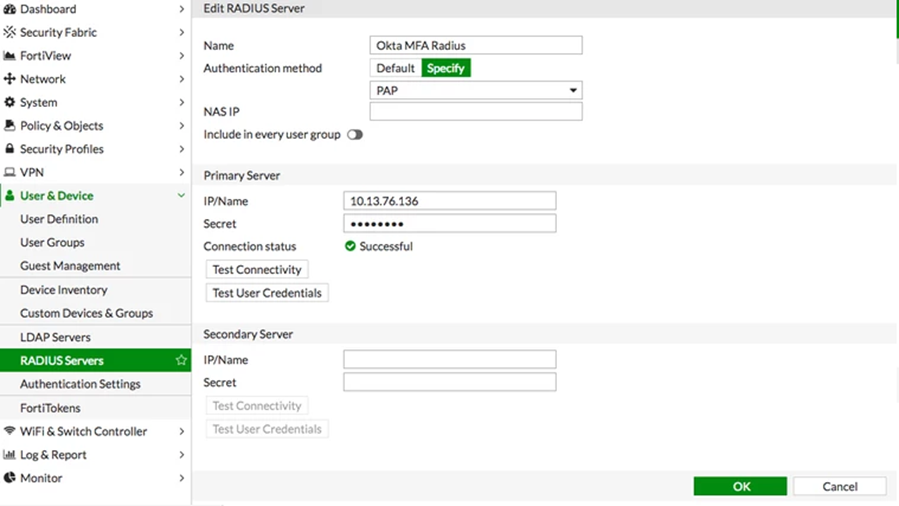 Dashboard
Security Fabric
FortiView
Network
System
Policy & Objects
Security Profiles
VPN
User & Device
User Definition
User Groups
Guest Management
Device Inventory
Custom Devices & Groups
LDAP Servers
RADIUS Servers
Authentication Settings
FortiTokens
WiFi & Switch Controller
Log & Report
Monitor
Edit RADIUS Server
Name Okta MFA Radius
Authentication method Default Specify
PAP
NAS IP
Include in every user group
Primary Server
IP/Name 10.13.76.136
Secret ••••••••
Connection status Successful
Test Connectivity
Test User Credentials
Secondary Server
IP/Name
Secret
Test Connectivity
Test User Credentials
OK Cancel